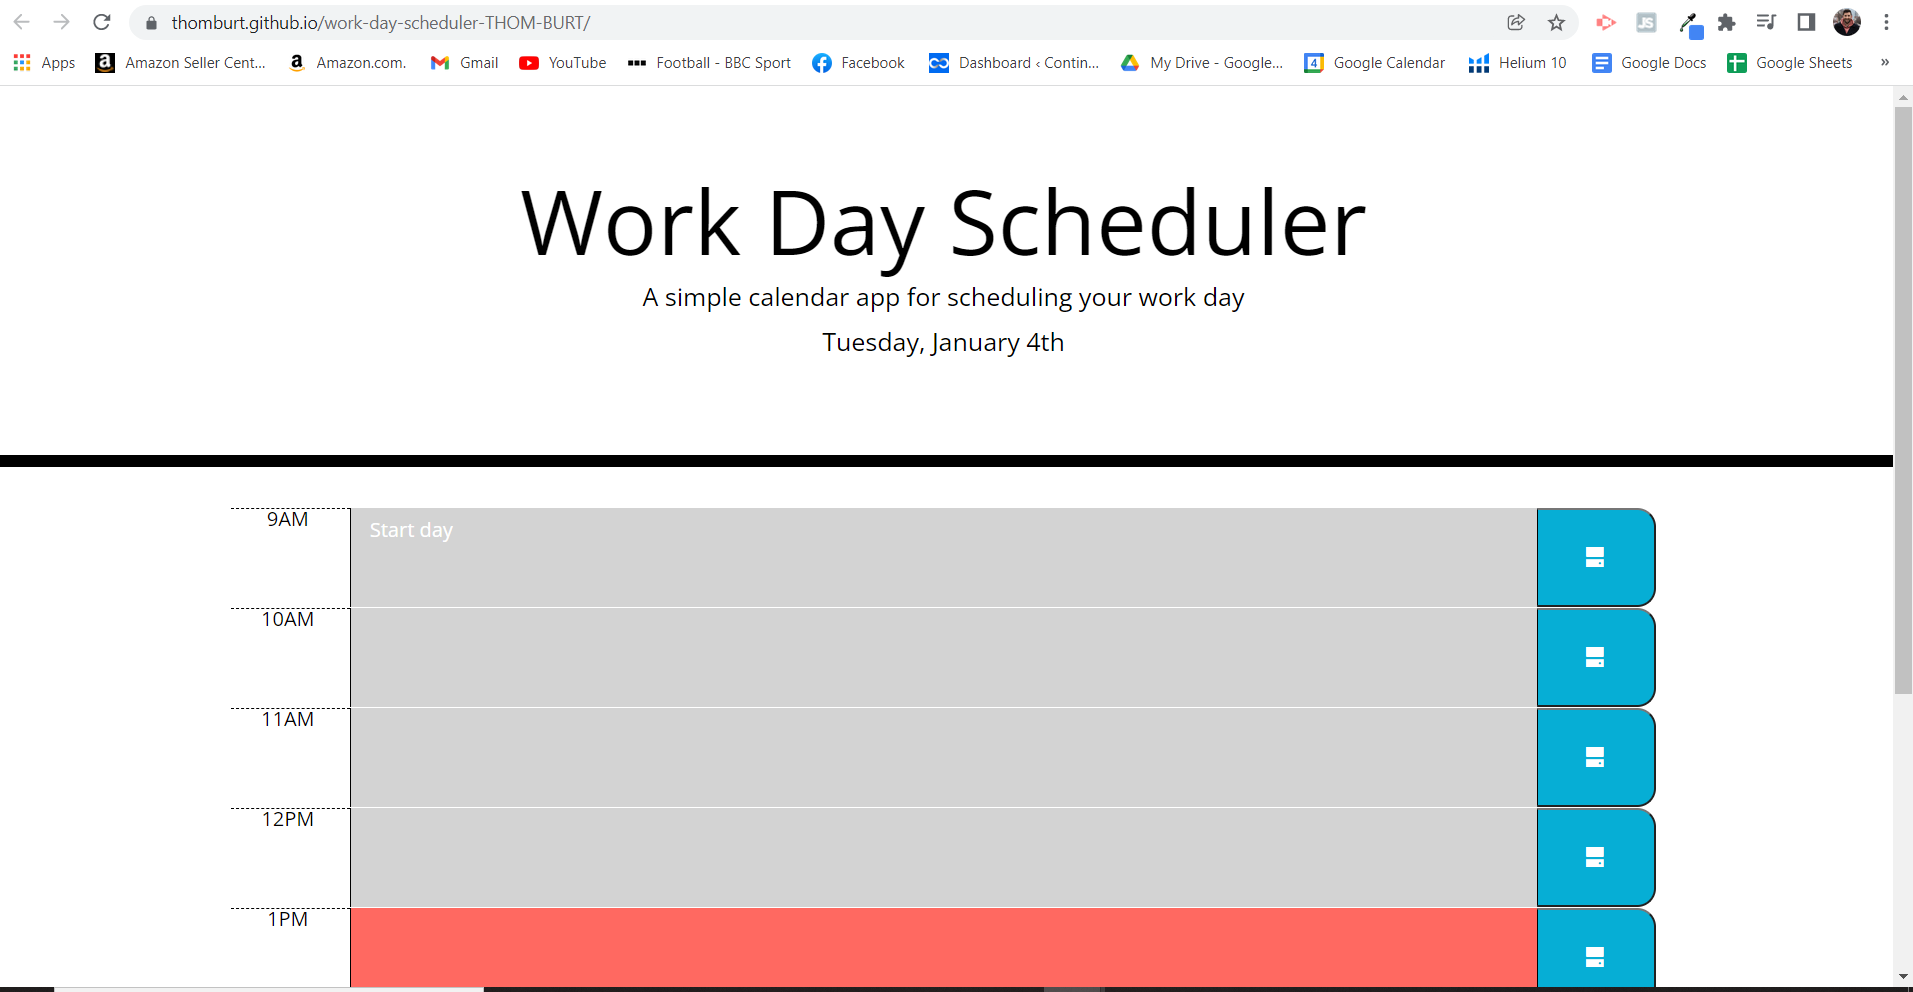 thomburt.github.io/work-day-scheduler-THOM-BURT/
JS
Apps Amazon Seller Cent... Amazon.com. Gmail YouTube Football - BBC Sport Facebook Dashboard ‹ Contin... My Drive - Google... 4 Google Calendar Helium 10 Google Docs Google Sheets »
Work Day Scheduler
A simple calendar app for scheduling your work day
Tuesday, January 4th
9AM Start day
10AM
11AM
12PM
1PM